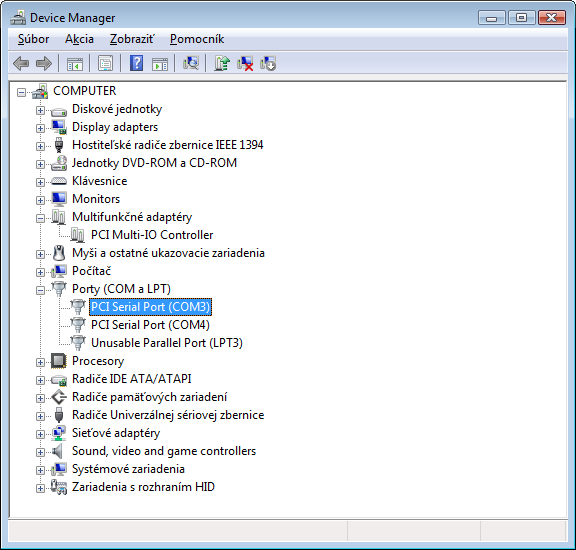 Device Manager
Súbor Akcia Zobraziť Pomocník
COMPUTER
Diskové jednotky
Display adapters
Hostiteľské radiče zbernice IEEE 1394
Jednotky DVD-ROM a CD-ROM
Klávesnice
Monitors
Multifunkčné adaptéry
PCI Multi-IO Controller
Myši a ostatné ukazovacie zariadenia
Počítač
Porty (COM a LPT)
PCI Serial Port (COM3)
PCI Serial Port (COM4)
Unusable Parallel Port (LPT3)
Procesory
Radiče IDE ATA/ATAPI
Radiče pamäťových zariadení
Radiče Univerzálnej sériovej zbernice
Sieťové adaptéry
Sound, video and game controllers
Systémové zariadenia
Zariadenia s rozhraním HID